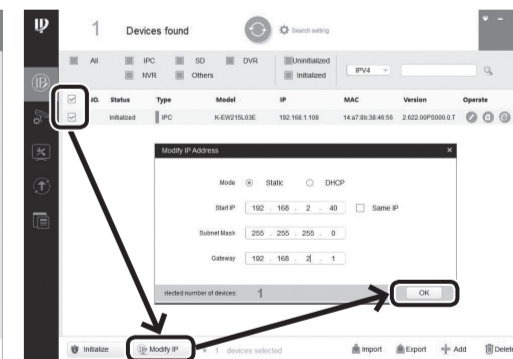 1 Devices found Search setting
All IPC SD DVR Uninitialized
NVR Others Initialized IPV4
NO. Status Type Model IP MAC Version Operate
Initialized IPC K-EW215L03E 192.168.1.108 14:a7:8b:38:46:56 2.622.00PS000.0.T
Modify IP Address ×
Mode Static DHCP
Start IP 192 . 168 . 2 . 40 Same IP
Subnet Mask 255 . 255 . 255 . 0
Gateway 192 . 168 . 2 . 1
elected number of devices: 1 OK
Initialize Modify IP 1 devices selected Import Export Add Delete